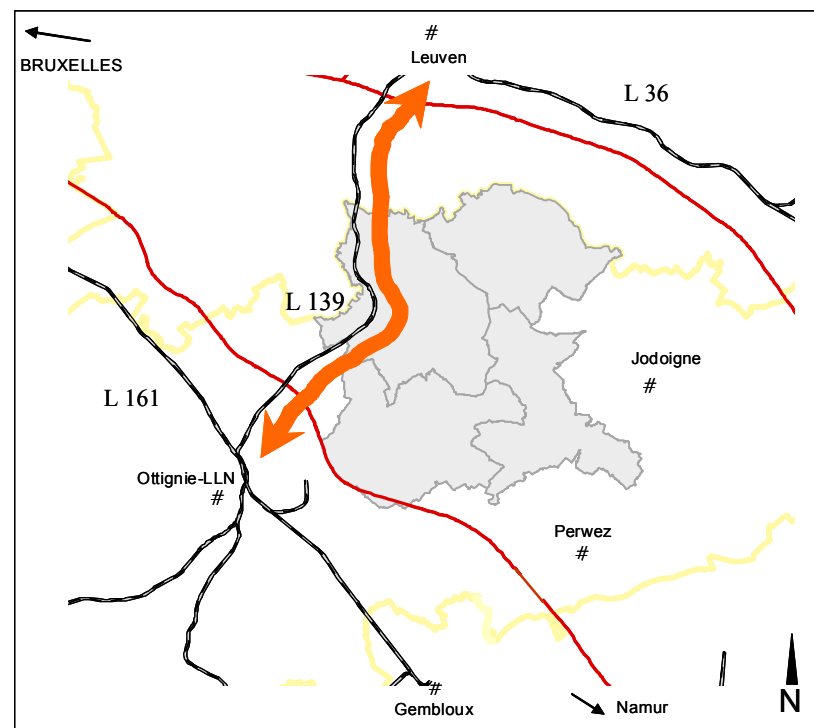 #
Leuven
BRUXELLES
L 36
L 139
Jodoigne
#
L 161
Ottignie-LLN
#
Perwez
#
#
Gembloux
Namur
N